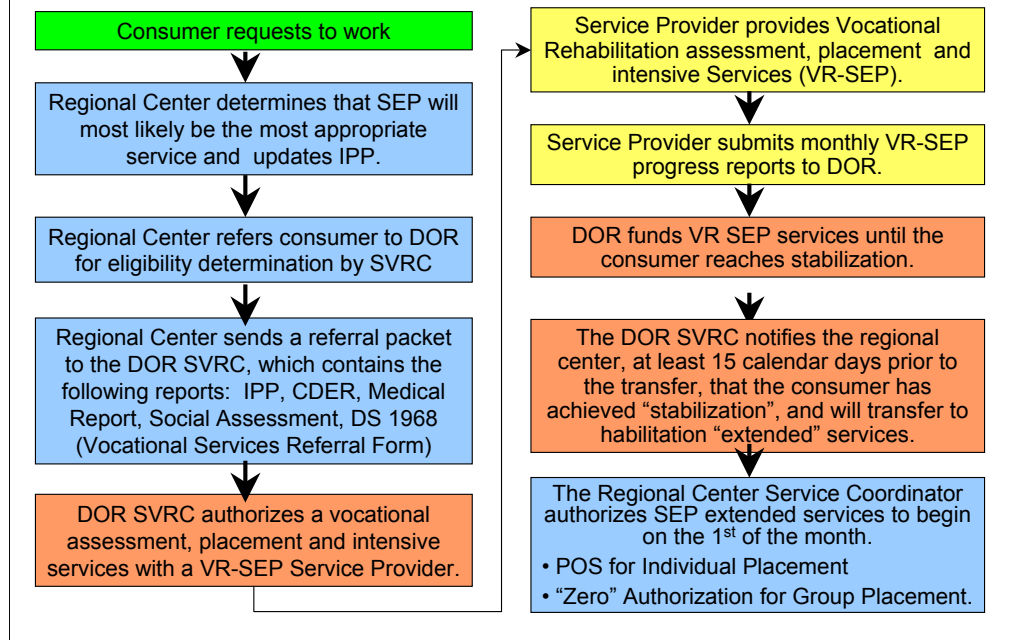 Consumer requests to work
Regional Center determines that SEP will
most likely be the most appropriate
service and updates IPP.
Regional Center refers consumer to DOR
for eligibility determination by SVRC
Regional Center sends a referral packet
to the DOR SVRC, which contains the
following reports: IPP, CDER, Medical
Report, Social Assessment, DS 1968
(Vocational Services Referral Form)
DOR SVRC authorizes a vocational
assessment, placement and intensive
services with a VR-SEP Service Provider.
Service Provider provides Vocational
Rehabilitation assessment, placement and
intensive Services (VR-SEP).
Service Provider submits monthly VR-SEP
progress reports to DOR.
DOR funds VR SEP services until the
consumer reaches stabilization.
The DOR SVRC notifies the regional
center, at least 15 calendar days prior to
the transfer, that the consumer has
achieved “stabilization”, and will transfer to
habilitation “extended” services.
The Regional Center Service Coordinator
authorizes SEP extended services to begin
on the 1st of the month.
• POS for Individual Placement
• “Zero” Authorization for Group Placement.